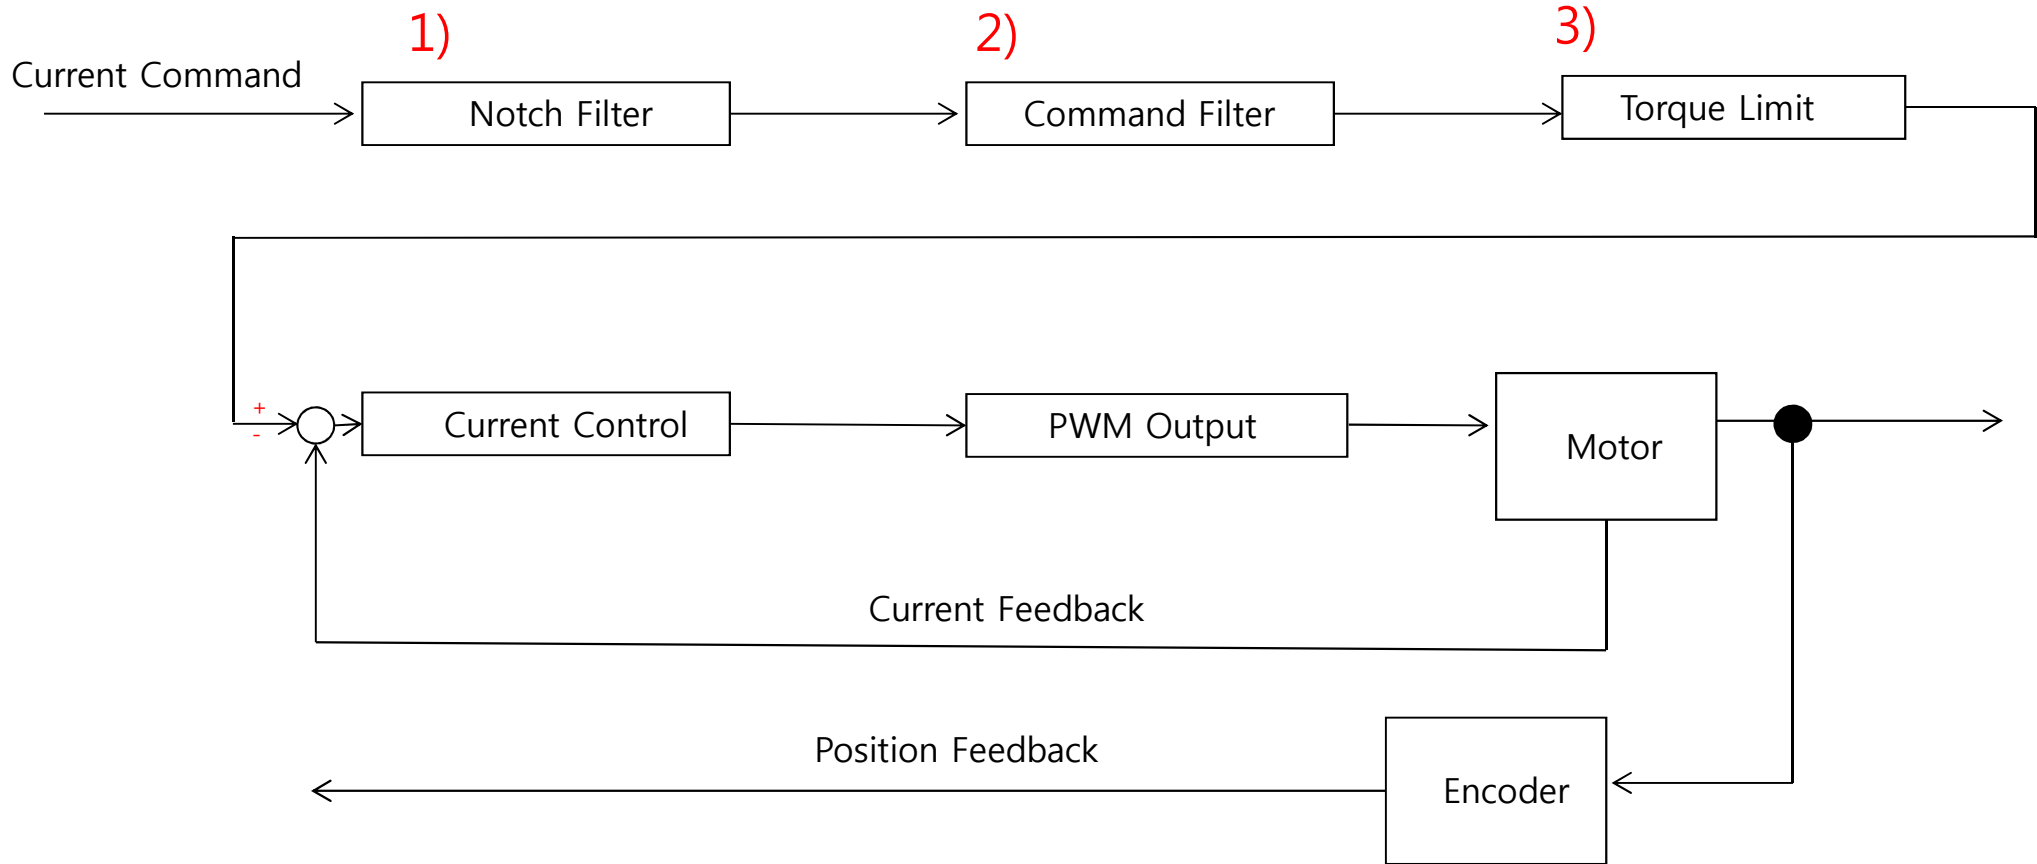 1)
2)
3)
Current Command
Notch Filter
Command Filter
Torque Limit
+
-
Current Control
PWM Output
Motor
Current Feedback
Position Feedback
Encoder